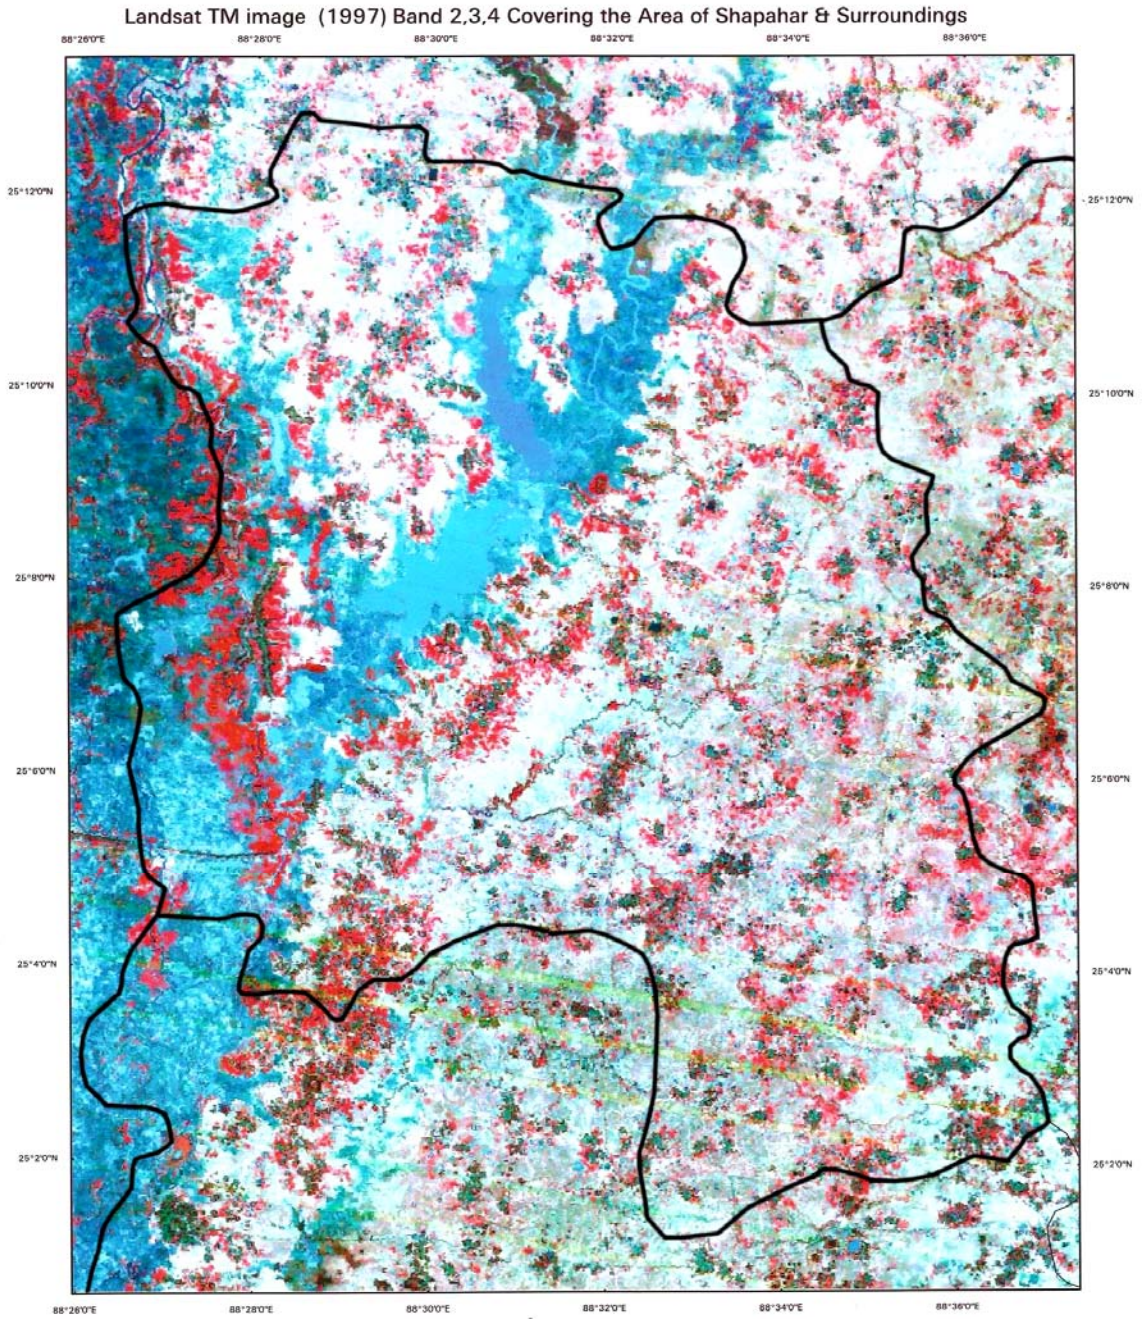 Landsat TM image (1997) Band 2,3,4 Covering the Area of Shapahar & Surroundings
88°26'0"E 88°28'0"E 88°30'0"E 88°32'0"E 88°34'0"E 88°36'0"E
25°12'0"N 25°12'0"N
25°10'0"N 25°10'0"N
25°8'0"N 25°8'0"N
25°6'0"N 25°6'0"N
25°4'0"N 25°4'0"N
25°2'0"N 25°2'0"N
88°26'0"E 88°28'0"E 88°30'0"E 88°32'0"E 88°34'0"E 88°36'0"E